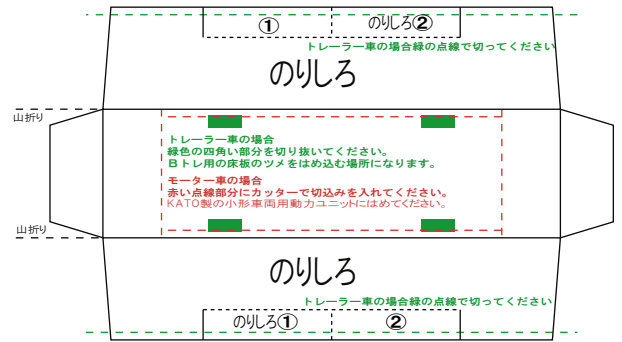 ① のりしろ②
トレーラー車の場合緑の点線で切ってください
のりしろ
山折り
トレーラー車の場合
緑色の四角い部分を切り抜いてください。
Bトレ用の床板のツメをはめ込む場所になります。
モーター車の場合
赤い点線部分にカッターで切込みを入れてください。
KATO製の小形車両用動力ユニットにはめてください。
山折り
のりしろ
トレーラー車の場合緑の点線で切ってください
のりしろ① ②